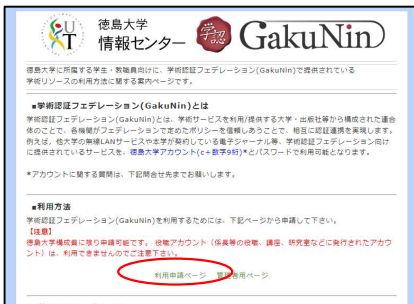 徳島大学
情報センター
学認
GakuNin
徳島大学に所属する学生・教職員向けに、学術認証フェデレーション(GakuNin)で提供されている
学術リソースの利用方法に関する案内ページです。
■学術認証フェデレーション(GakuNin)とは
学術認証フェデレーションとは、学術サービスを利用/提供する大学・出版社等から構成された連合
体のことで、各機関がフェデレーションで定めたポリシーを信頼しあうことで、相互に認証連携を実現します。
例えば、他大学の無線LANサービスや本学が契約している電子ジャーナル等、学術認証フェデレーション向け
に提供されているサービスを、徳島大学アカウント(c+数字9桁)*とパスワードで利用可能となります。
*アカウントに関する質問は、下記問合せ先までお願いします。
■利用方法
学術認証フェデレーション(GakuNin)を利用するためには、下記ページから申請して下さい。
【注意】
徳島大学構成員に限り申請可能です。 役職アカウント（係長等の役職、講座、研究室などに発行されたアカウ
ント）は、利用できませんのでご注意下さい。
利用申請ページ 管理者用ページ